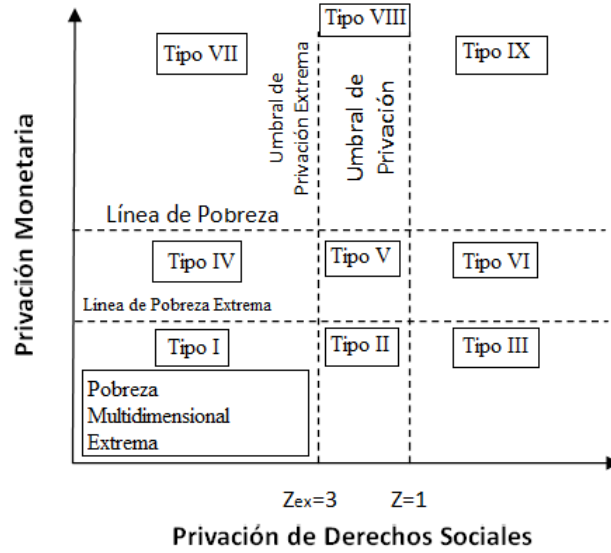 Tipo VIII
Tipo VII
Tipo IX
Umbral de
Privación Extrema
Umbral de
Privación
Privación Monetaria
Línea de Pobreza
Tipo IV
Tipo V
Tipo VI
Linea de Pobreza Extrema
Tipo I
Tipo II
Tipo III
Pobreza
Multidimensional
Extrema
Zex=3
Z=1
Privación de Derechos Sociales